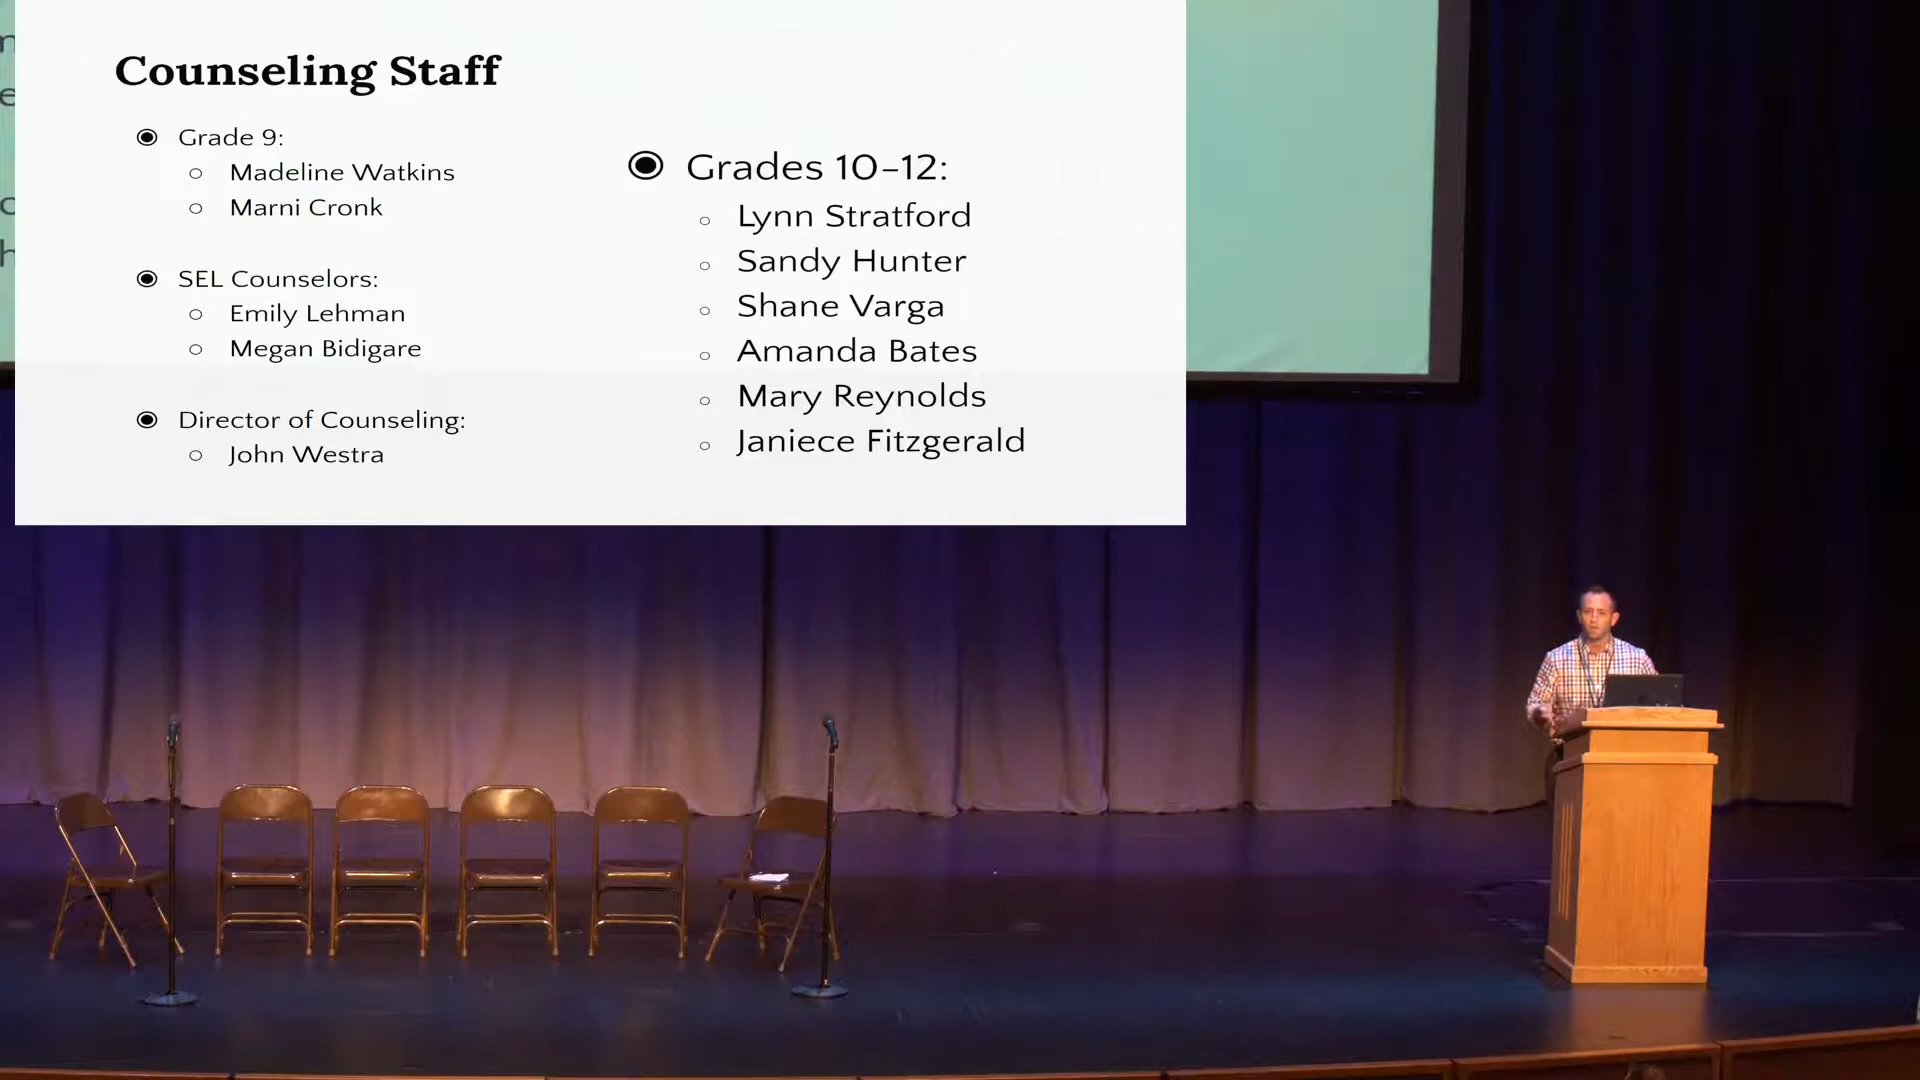 Counseling Staff
Grade 9:
Madeline Watkins
Marni Cronk
SEL Counselors:
Emily Lehman
Megan Bidigare
Director of Counseling:
John Westra
Grades 10-12:
Lynn Stratford
Sandy Hunter
Shane Varga
Amanda Bates
Mary Reynolds
Janiece Fitzgerald